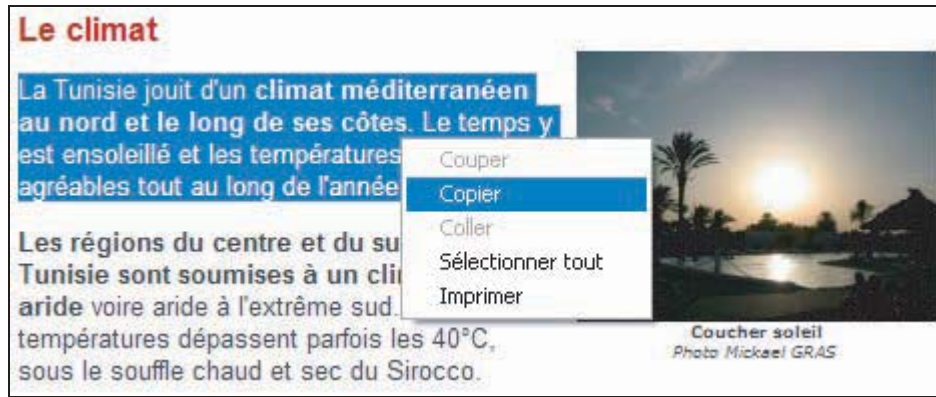 Le climat
La Tunisie jouit d'un climat méditerranéen
au nord et le long de ses côtes. Le temps y
est ensoleillé et les températures
agréables tout au long de l'année
Les régions du centre et du su
Tunisie sont soumises à un cli
aride voire aride à l'extrême sud.
températures dépassent parfois les 40°C,
sous le souffle chaud et sec du Sirocco.
Couper
Copier
Coller
Sélectionner tout
Imprimer
Coucher soleil
Photo Mickael GRAS